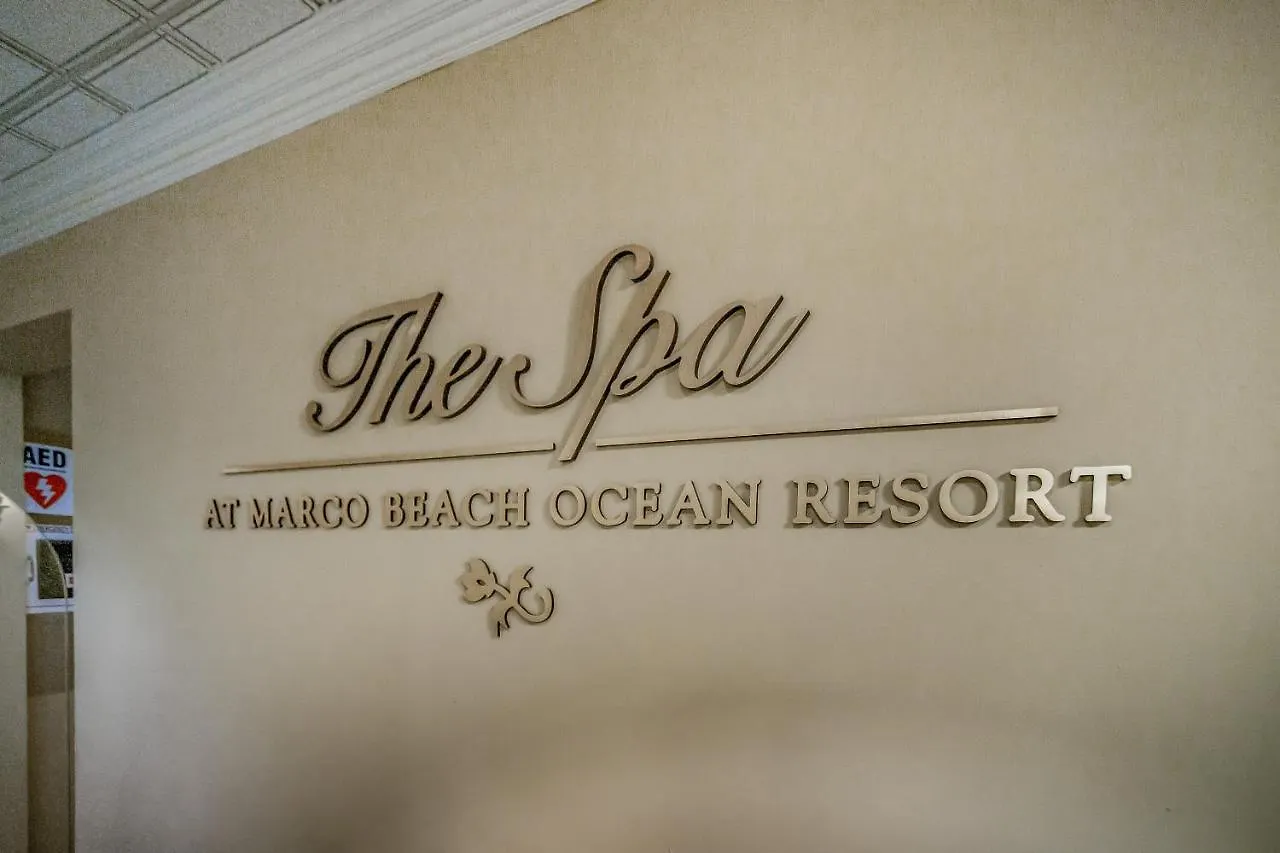 The Spa
AT MARCO BEACH OCEAN RESORT
AED